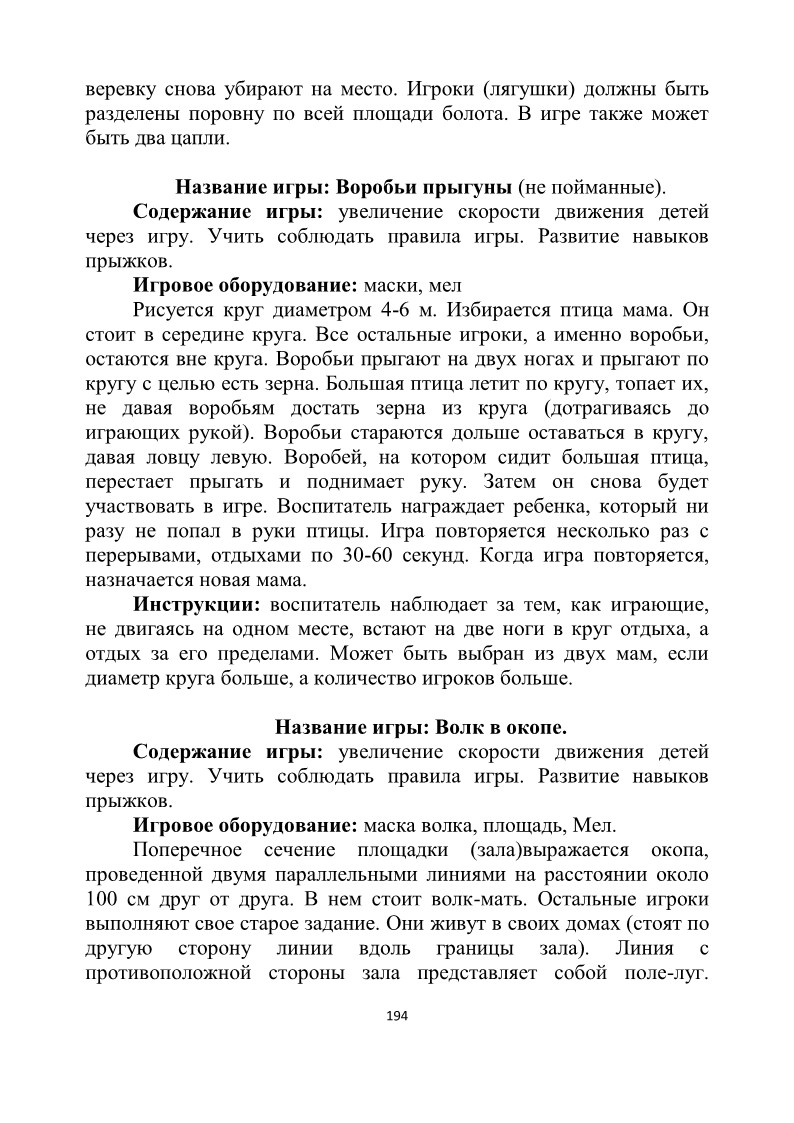 веревку снова убирают на место. Игроки (лягушки) должны быть
разделены поровну по всей площади болота. В игре также может
быть два цапли.
Название игры: Воробьи прыгуны (не пойманные).
Содержание игры: увеличение скорости движения детей
через игру. Учить соблюдать правила игры. Развитие навыков
прыжков.
Игровое оборудование: маски, мел
Рисуется круг диаметром 4-6 м. Избирается птица мама. Он
стоит в середине круга. Все остальные игроки, а именно воробьи,
остаются вне круга. Воробьи прыгают на двух ногах и прыгают по
кругу с целью есть зерна. Большая птица летит по кругу, топает их,
не давая воробьям достать зерна из круга (дотрагиваясь до
играющих рукой). Воробьи стараются дольше оставаться в кругу,
давая ловцу левую. Воробей, на котором сидит большая птица,
перестает прыгать и поднимает руку. Затем он снова будет
участвовать в игре. Воспитатель награждает ребенка, который ни
разу не попал в руки птицы. Игра повторяется несколько раз с
перерывами, отдыхами по 30-60 секунд. Когда игра повторяется,
назначается новая мама.
Инструкции: воспитатель наблюдает за тем, как играющие,
не двигаясь на одном месте, встают на две ноги в круг отдыха, а
отдых за его пределами. Может быть выбран из двух мам, если
диаметр круга больше, а количество игроков больше.
Название игры: Волк в окопе.
Содержание игры: увеличение скорости движения детей
через игру. Учить соблюдать правила игры. Развитие навыков
прыжков.
Игровое оборудование: маска волка, площадь, Мел.
Поперечное сечение площадки (зала)выражается окопа,
проведенной двумя параллельными линиями на расстоянии около
100 см друг от друга. В нем стоит волк-мать. Остальные игроки
выполняют свое старое задание. Они живут в своих домах (стоят по
другую сторону линии вдоль границы зала). Линия с
противоположной стороны зала представляет собой поле-луг.
194